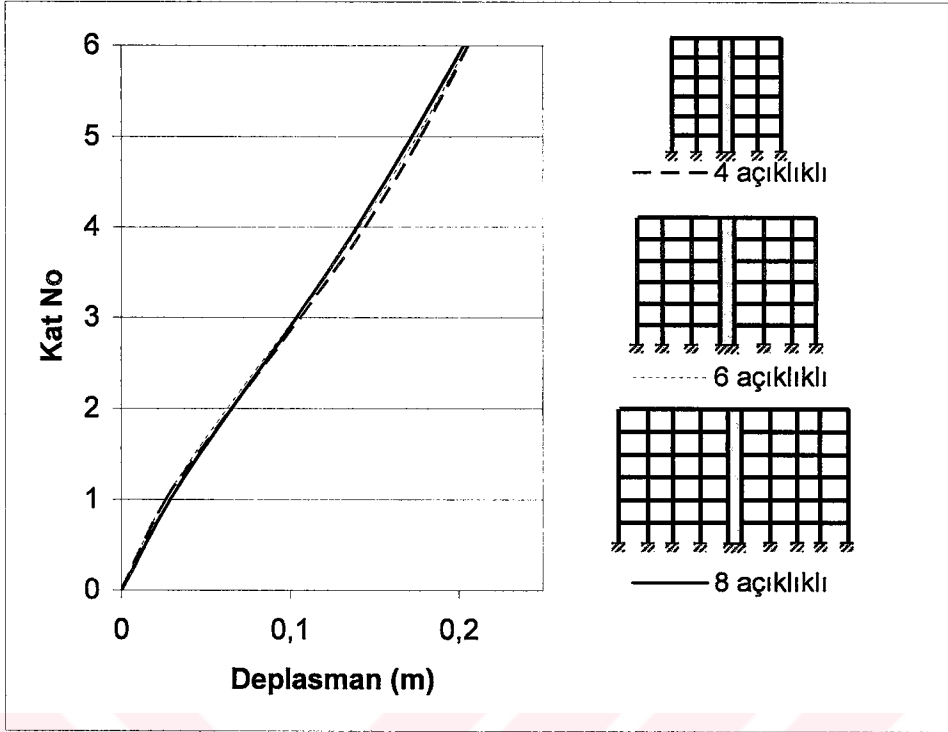 6
5
4
3
2
1
0
Kat No
0
0,1
0,2
Deplasman (m)
4 açıklıklı
6 açıklıklı
8 açıklıklı